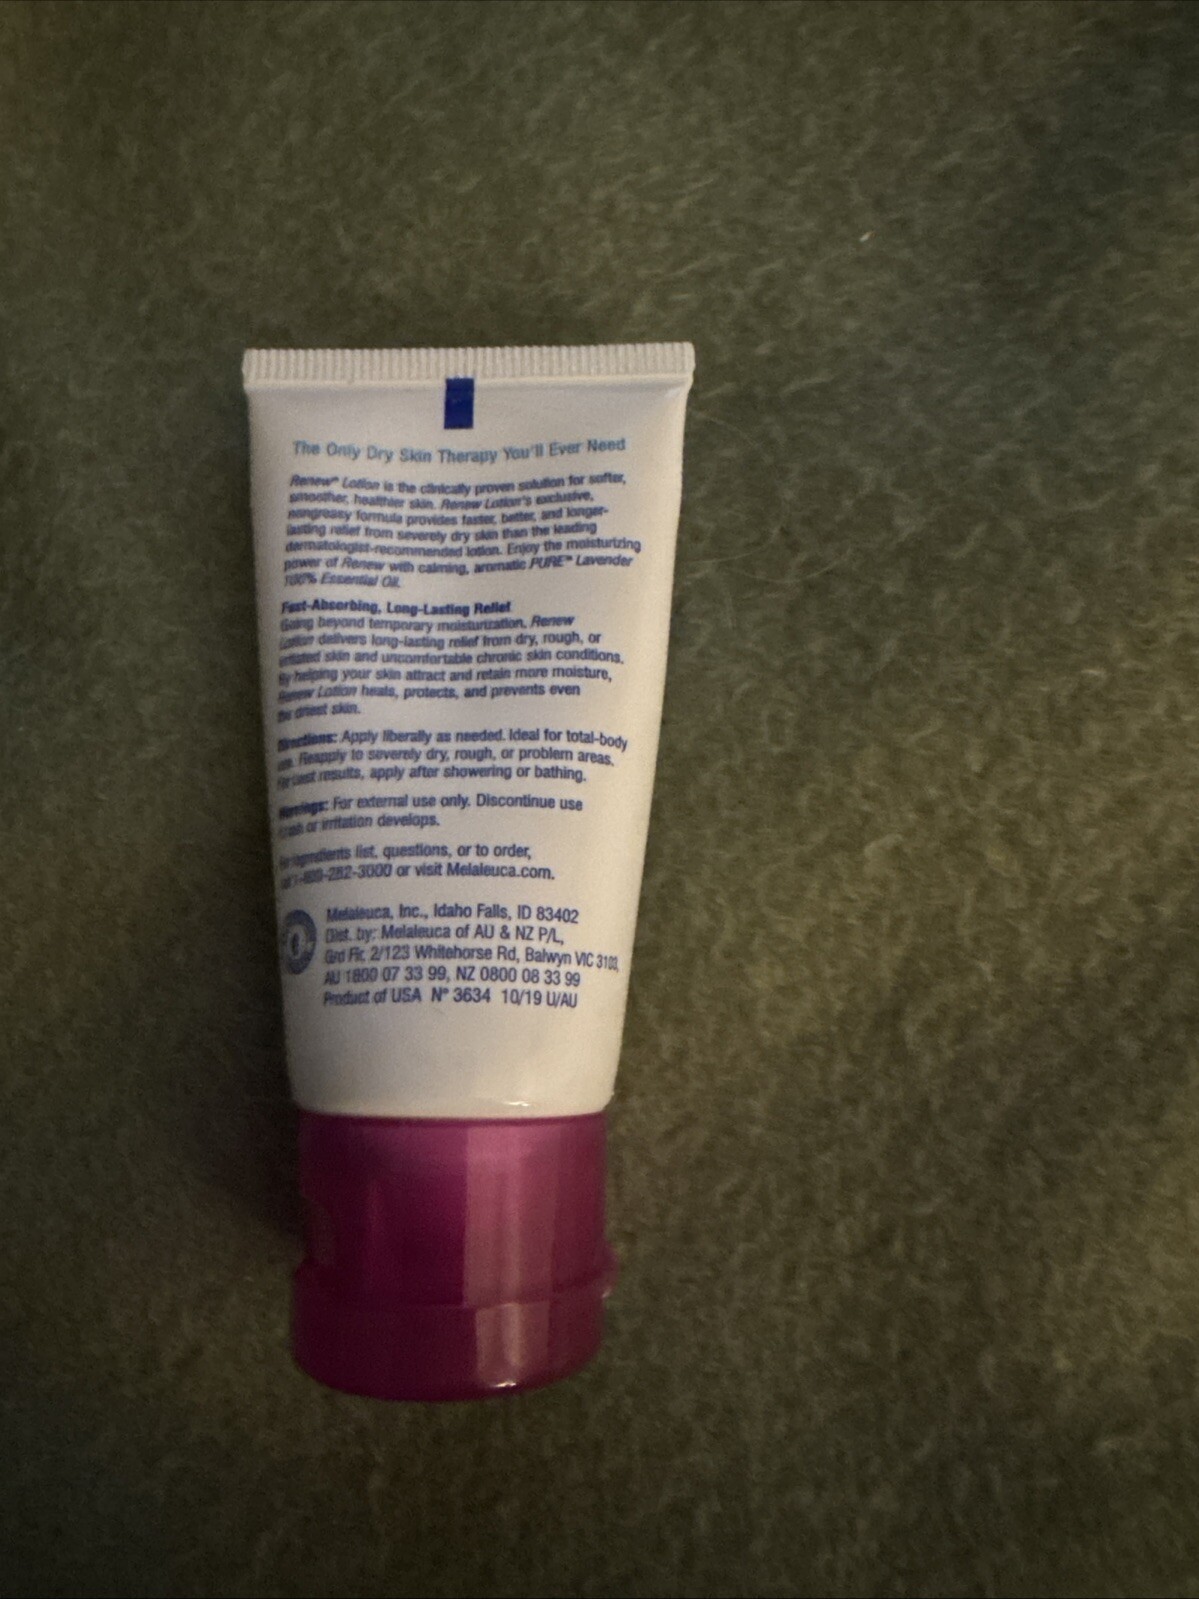 The Only Dry Skin Therapy You'll Ever Need
Renew™ Lotion is the clinically proven solution for softer,
smoother, healthier skin. Renew Lotion's exclusive,
nongreasy formula provides faster, better, and longer-
lasting relief from severely dry skin than the leading
dermatologist-recommended lotion. Enjoy the moisturizing
power of Renew with calming, aromatic PURE™ Lavender
100% Essential Oil.
Fast-Absorbing, Long-Lasting Relief
Going beyond temporary moisturization, Renew
Lotion delivers long-lasting relief from dry, rough, or
irritated skin and uncomfortable chronic skin conditions.
By helping your skin attract and retain more moisture,
Renew Lotion heals, protects, and prevents even
the driest skin.
Directions: Apply liberally as needed. Ideal for total-body
Reapply to severely dry, rough, or problem areas.
For best results, apply after showering or bathing.
Warnings: For external use only. Discontinue use
rash or irritation develops.
For ingredients list, questions, or to order,
call 1-800-282-3000 or visit Melaleuca.com.
Melaleuca, Inc., Idaho Falls, ID 83402
Dist. by: Melaleuca of AU & NZ P/L,
Grd Flr, 2/123 Whitehorse Rd, Balwyn VIC 3103,
AU 1800 07 33 99, NZ 0800 08 33 99
Product of USA N° 3634 10/19 U/AU